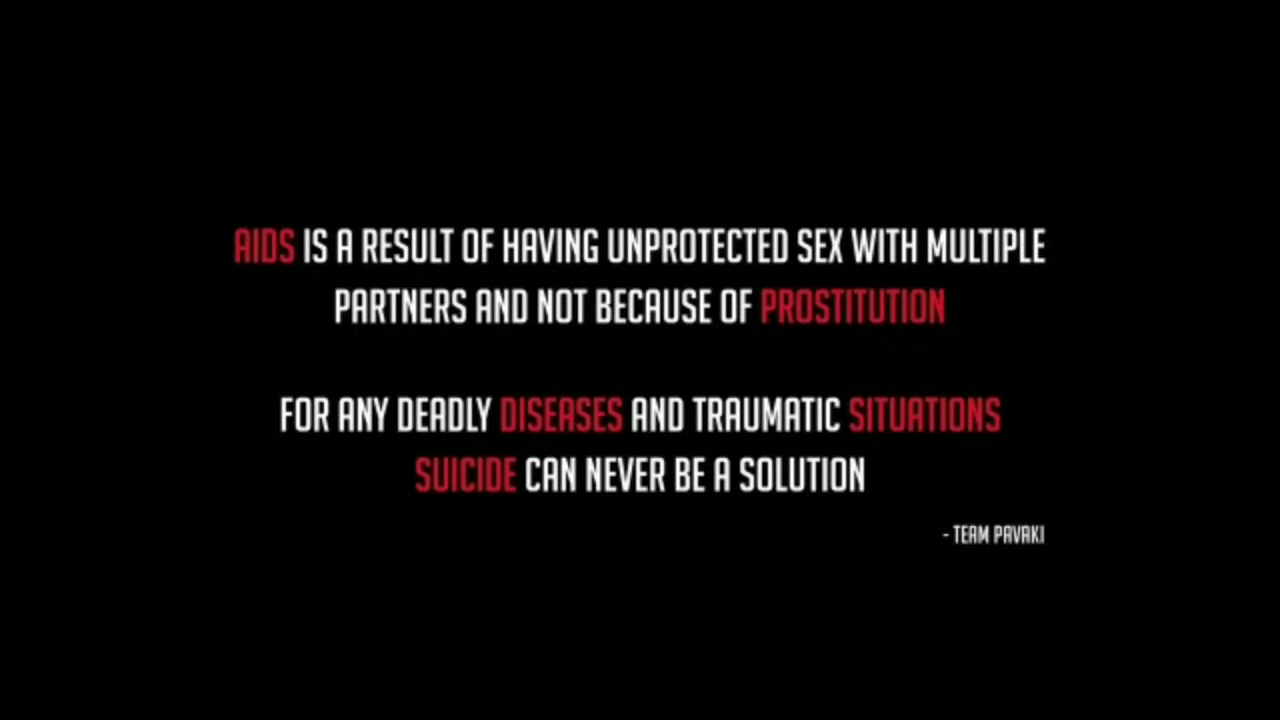 AIDS IS A RESULT OF HAVING UNPROTECTED SEX WITH MULTIPLE
PARTNERS AND NOT BECAUSE OF PROSTITUTION
FOR ANY DEADLY DISEASES AND TRAUMATIC SITUATIONS
SUICIDE CAN NEVER BE A SOLUTION
- TEAM PAVAKI